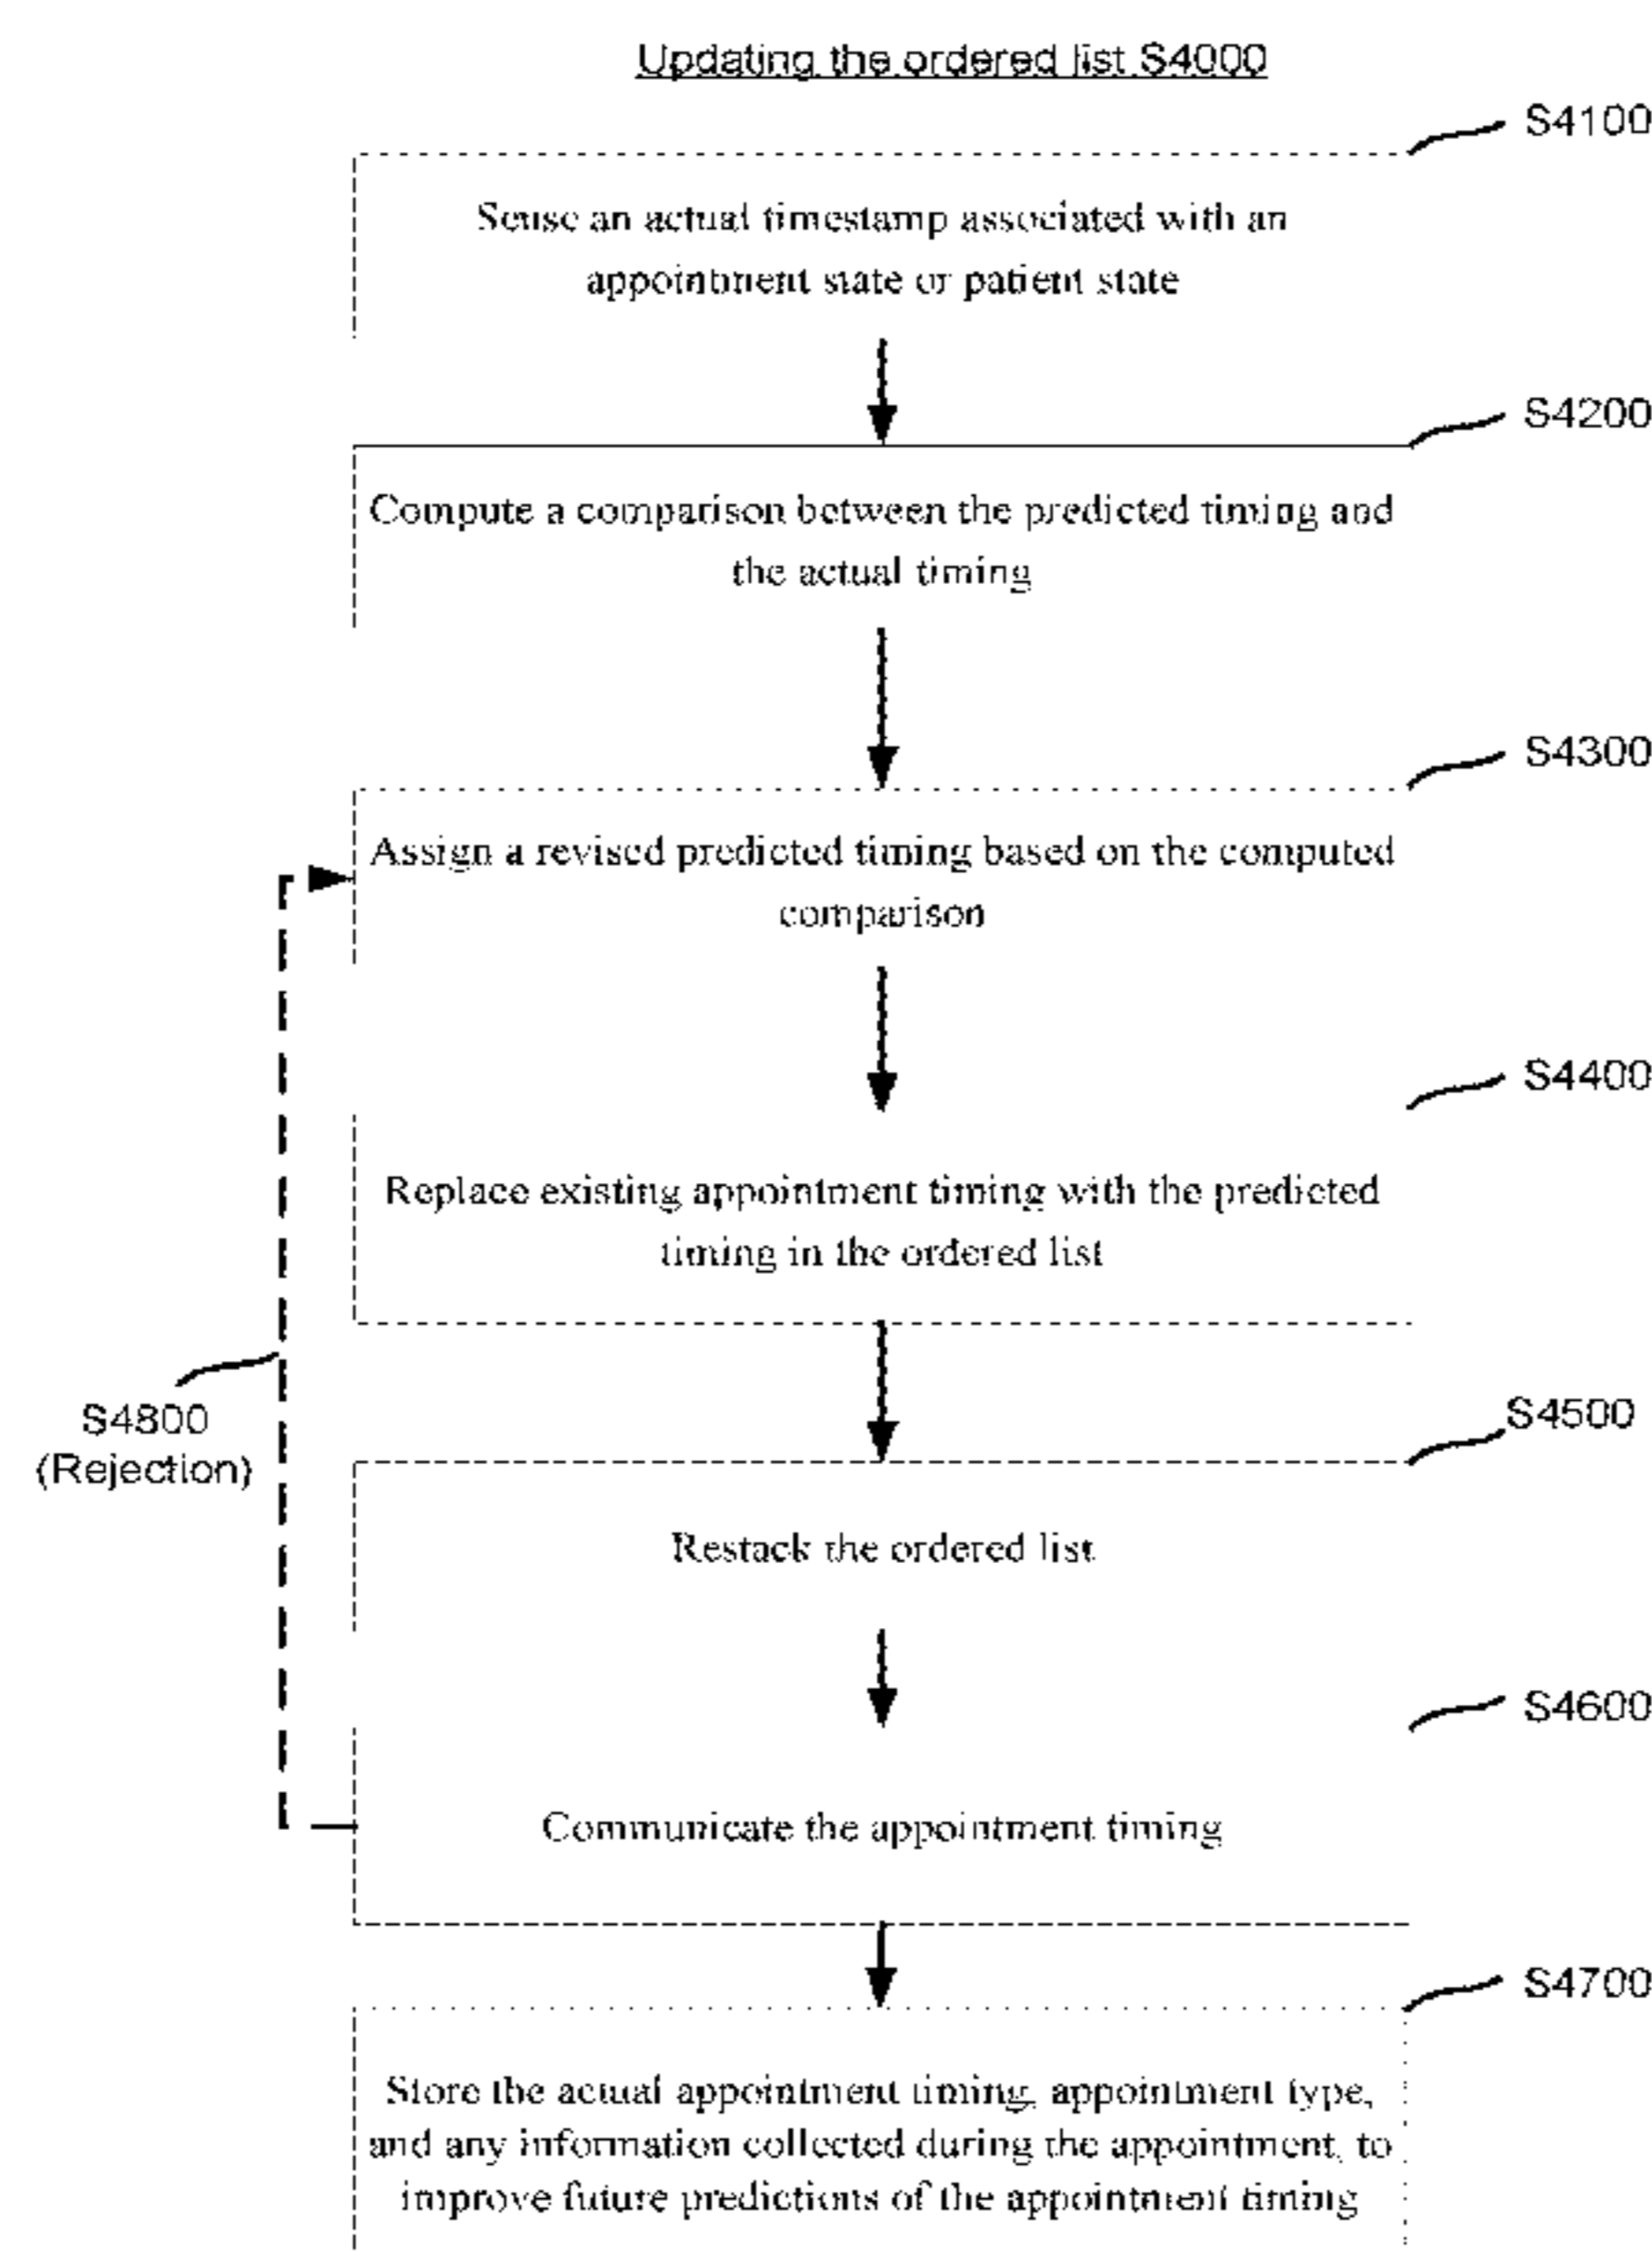 Updating the ordered list S4000
S4100
Sense an actual timestamp associated with an
appointment state or patient state
S4200
Compute a comparison between the predicted timing and
the actual timing
S4300
Assign a revised predicted timing based on the computed
comparison
S4400
Replace existing appointment timing with the predicted
timing in the ordered list
S4800
(Rejection)
S4500
Restack the ordered list
S4600
Communicate the appointment timing
S4700
Store the actual appointment timing, appointment type,
and any information collected during the appointment, to
improve future predictions of the appointment timing